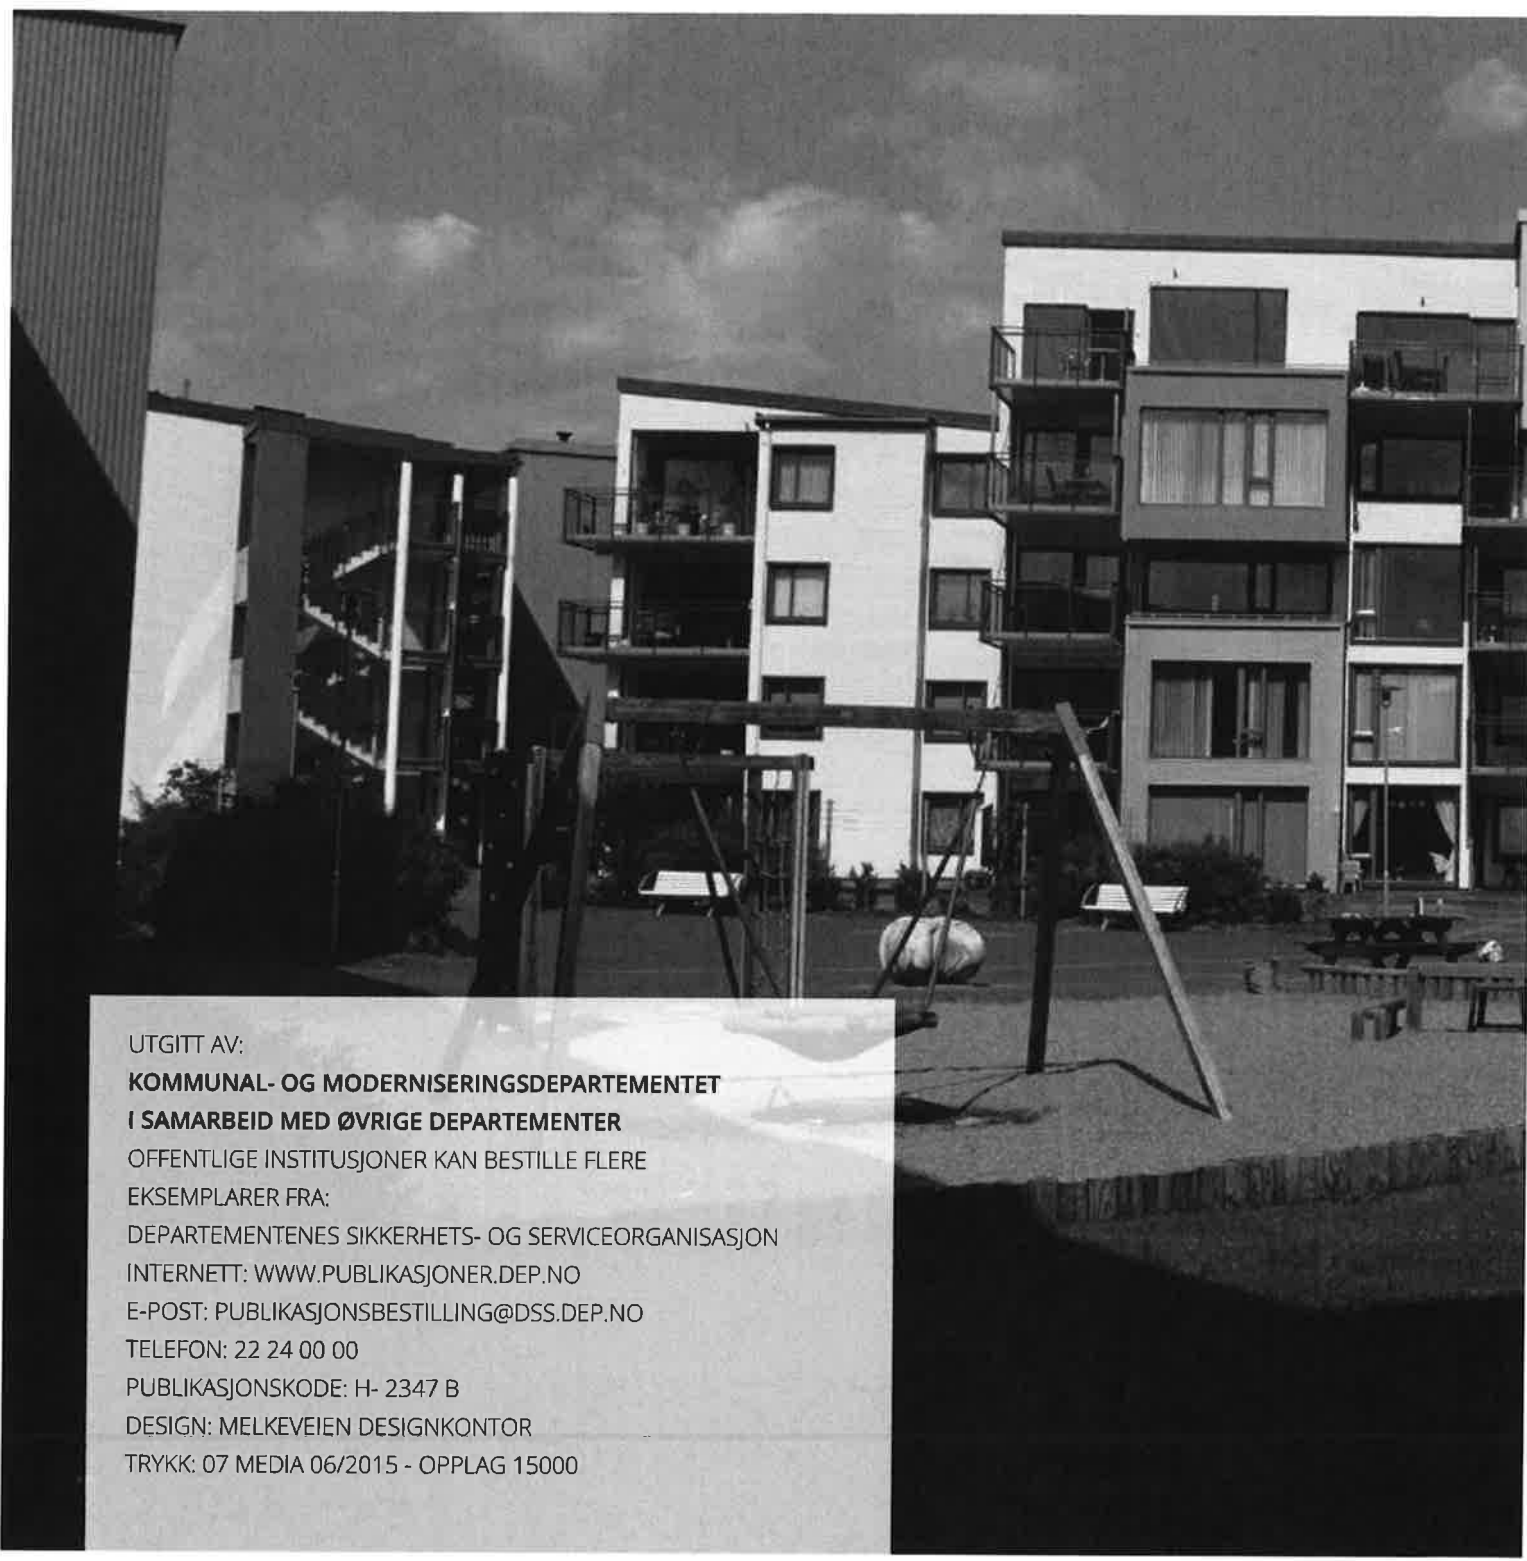 UTGITT AV:
KOMMUNAL- OG MODERNISERINGSDEPARTEMENTET
I SAMARBEID MED ØVRIGE DEPARTEMENTER
OFFENTLIGE INSTITUSJONER KAN BESTILLE FLERE
EKSEMPLARER FRA:
DEPARTEMENTENES SIKKERHETS- OG SERVICEORGANISASJON
INTERNETT: WWW.PUBLIKASJONER.DEP.NO
E-POST: PUBLIKASJONSBESTILLING@DSS.DEP.NO
TELEFON: 22 24 00 00
PUBLIKASJONSKODE: H- 2347 B
DESIGN: MELKEVEIEN DESIGNKONTOR
TRYKK: 07 MEDIA 06/2015 - OPPLAG 15000